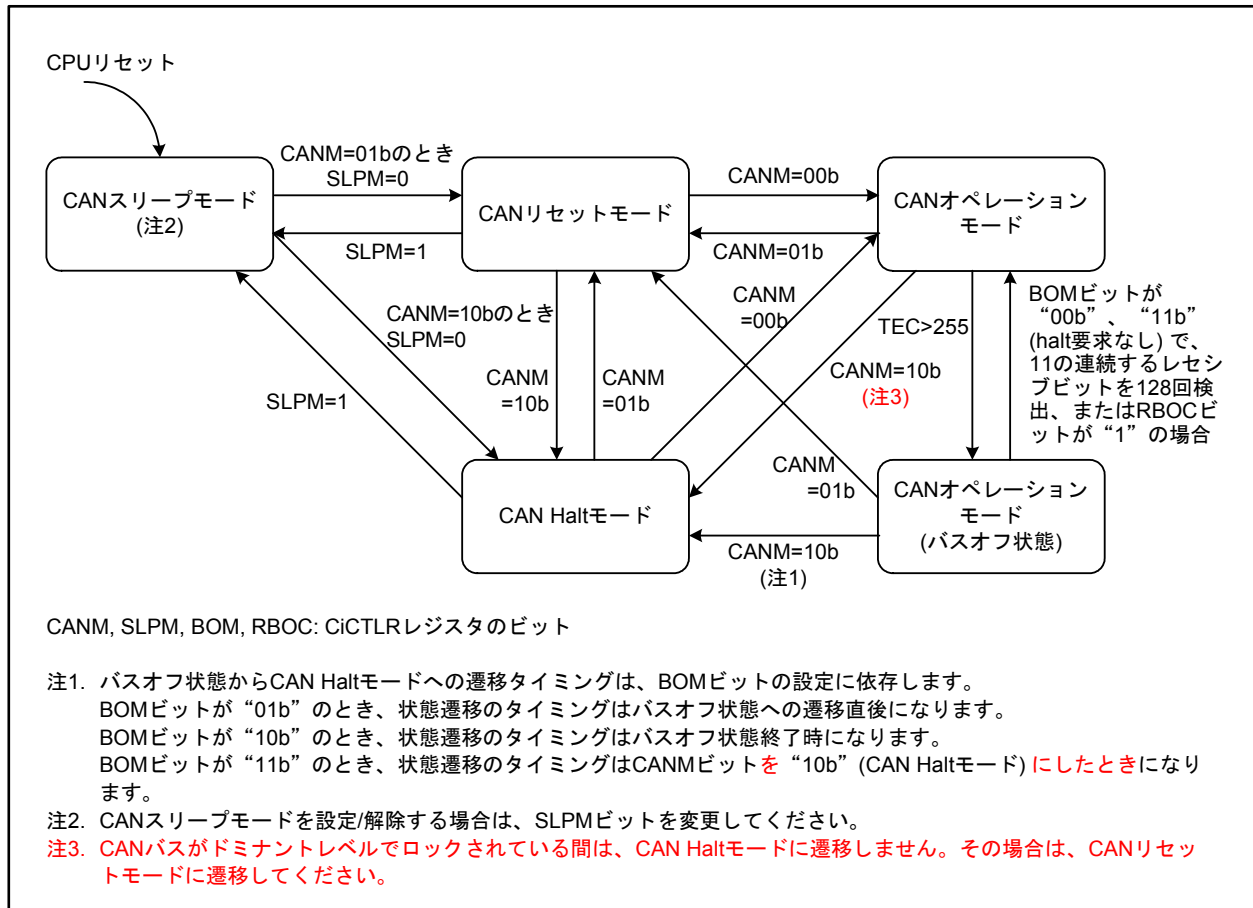 CPUリセット
CANスリープモード
(注2)
CANM=01bのとき
SLPM=0
SLPM=1
CANリセットモード
CANM=00b
CANM=01b
CANオペレーション
モード
CANM=10bのとき
SLPM=0
SLPM=1
CANM
=10b
CANM
=01b
CANM
=00b
CANM=10b
(注3)
TEC>255
BOMビットが
“00b”、“11b”
(halt要求なし) で、
11の連続するレセシ
ブビットを128回検
出、またはRBOCビ
ットが“1”の場合
CANM
=01b
CAN Haltモード
CANM=10b
(注1)
CANオペレーション
モード
(バスオフ状態)
CANM, SLPM, BOM, RBOC: CiCTLRレジスタのビット
注1. バスオフ状態からCAN Haltモードへの遷移タイミングは、BOMビットの設定に依存します。
BOMビットが“01b”のとき、状態遷移のタイミングはバスオフ状態への遷移直後になります。
BOMビットが“10b”のとき、状態遷移のタイミングはバスオフ状態終了時になります。
BOMビットが“11b”のとき、状態遷移のタイミングはCANMビットを“10b”(CAN Haltモード) にしたときになり
ます。
注2. CANスリープモードを設定/解除する場合は、SLPMビットを変更してください。
注3. CANバスがドミナントレベルでロックされている間は、CAN Haltモードに遷移しません。その場合は、CANリセッ
トモードに遷移してください。